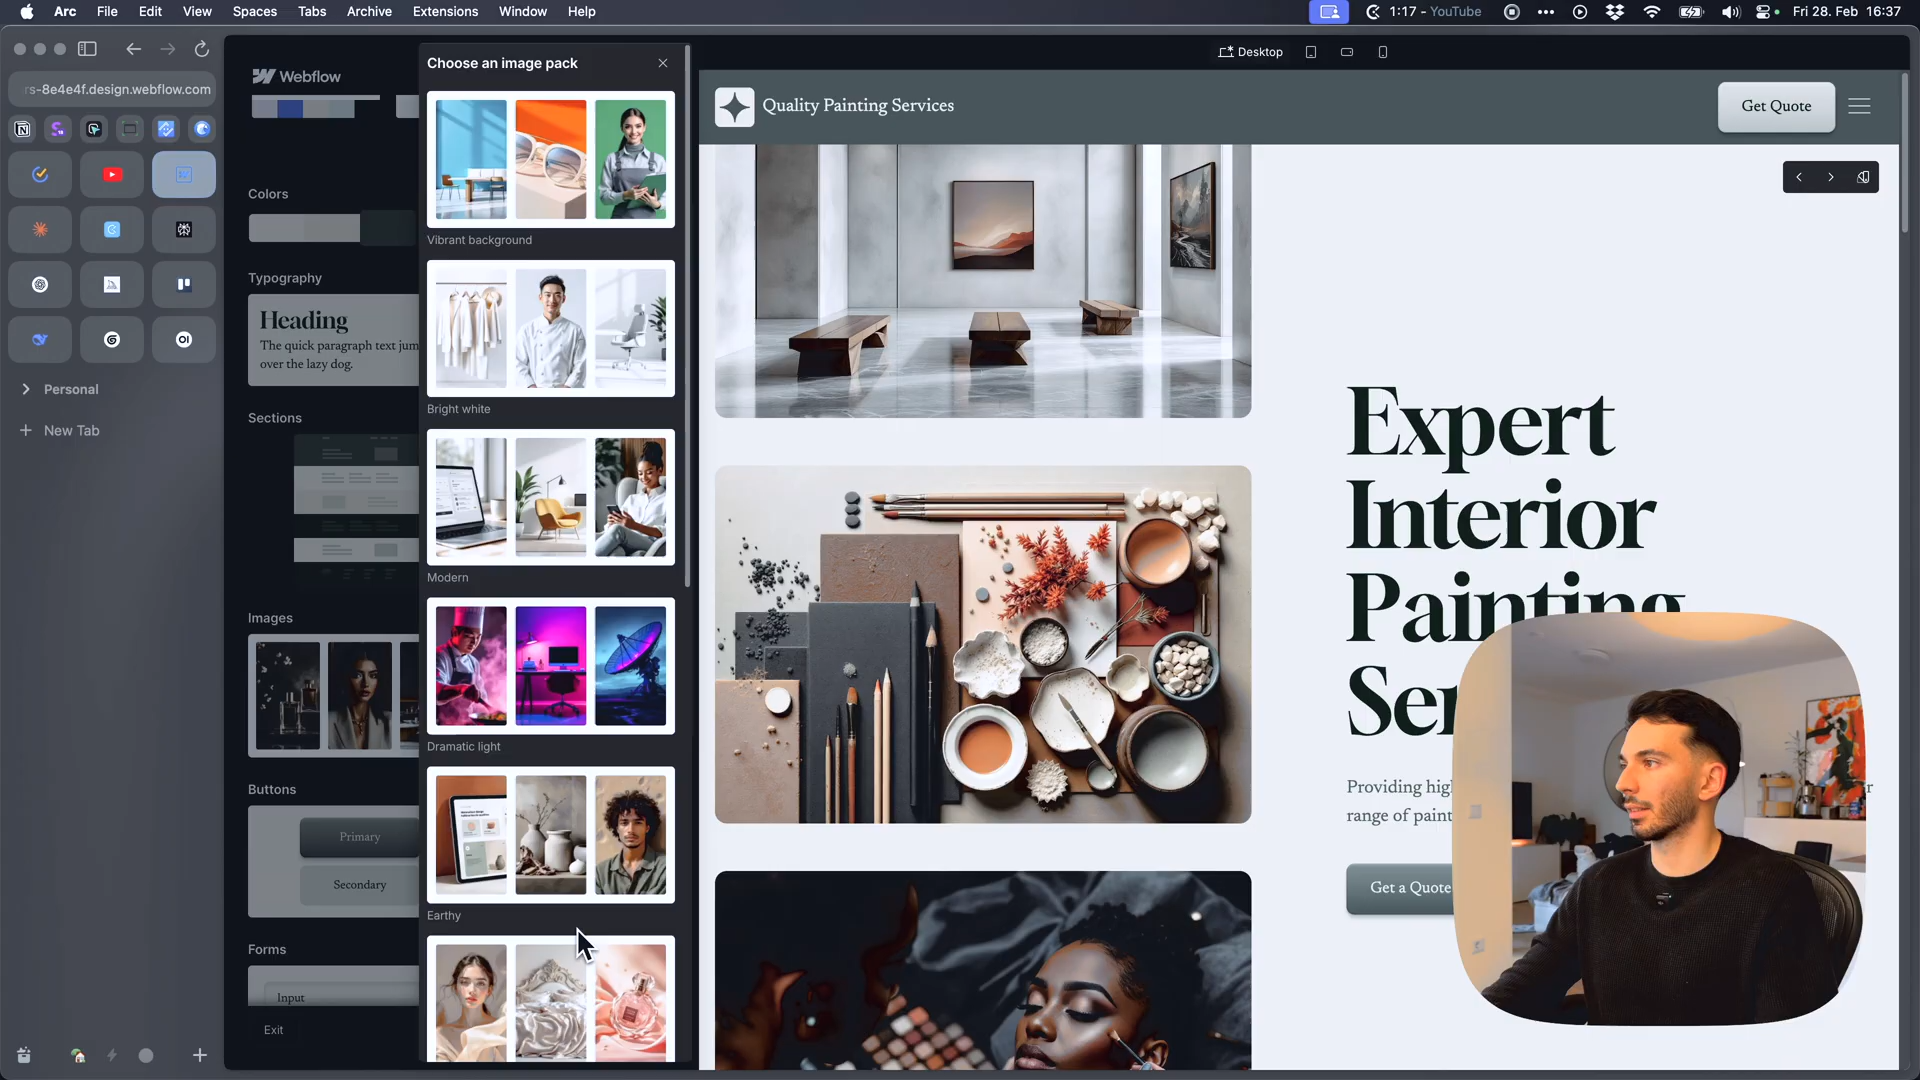 Arc File Edit View Spaces Tabs Archive Extensions Window Help
1:17 - YouTube
Fri 28. Feb 16:37
rs-8e4e4f.design.webflow.com
Personal
New Tab
Webflow
Colors
Typography
Heading
The quick paragraph text jum
over the lazy dog.
Sections
Images
Buttons
Primary
Secondary
Forms
Input
Exit
Choose an image pack
Vibrant background
Bright white
Modern
Dramatic light
Earthy
Desktop
Quality Painting Services
Get Quote
Expert
Interior
Painting
Ser
Providing hig
range of paint
Get a Quote